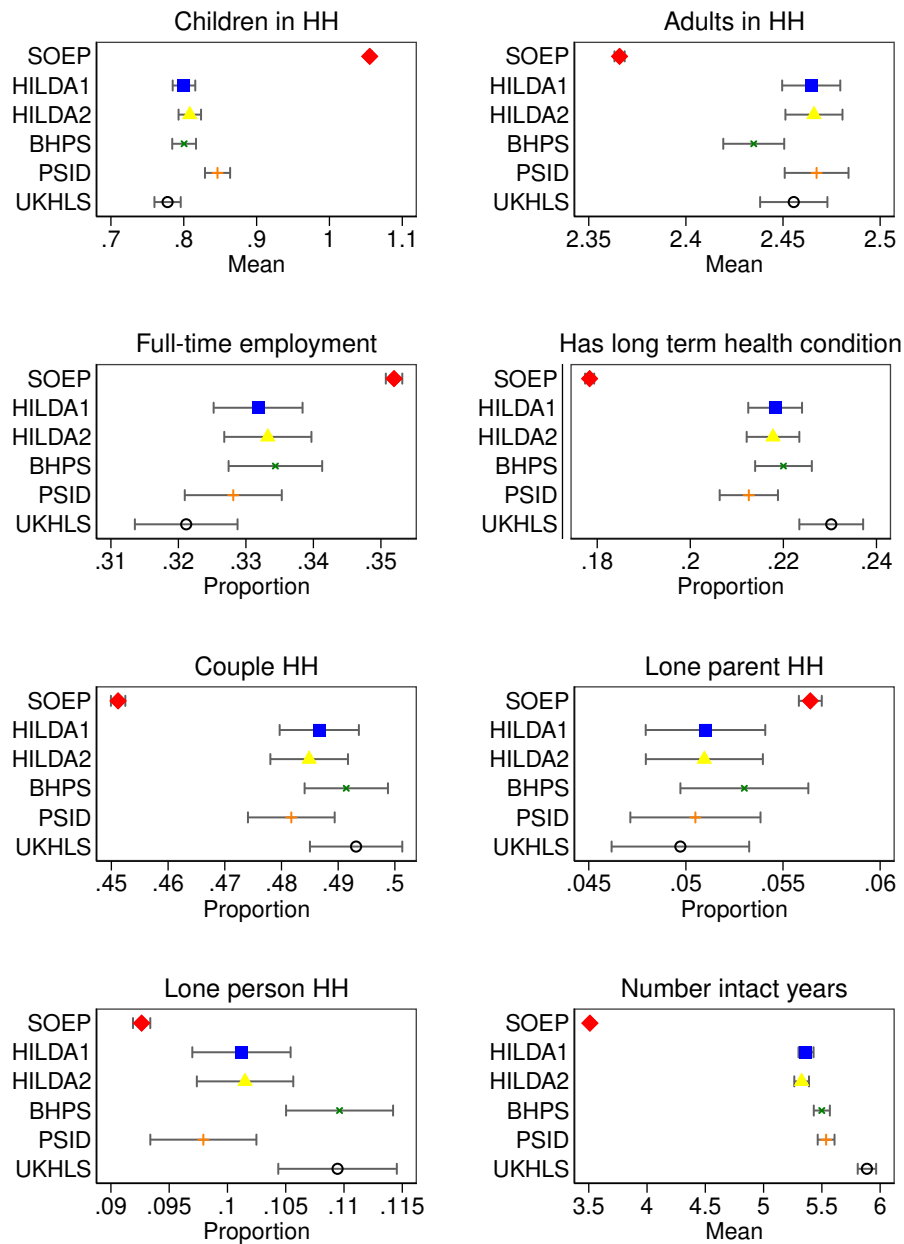 Children in HH
SOEP
HILDA1
HILDA2
BHPS
PSID
UKHLS
.7 .8 .9 1 1.1
Mean
Adults in HH
SOEP
HILDA1
HILDA2
BHPS
PSID
UKHLS
2.35 2.4 2.45 2.5
Mean
Full-time employment
SOEP
HILDA1
HILDA2
BHPS
PSID
UKHLS
.31 .32 .33 .34 .35
Proportion
Has long term health condition
SOEP
HILDA1
HILDA2
BHPS
PSID
UKHLS
.18 .2 .22 .24
Proportion
Couple HH
SOEP
HILDA1
HILDA2
BHPS
PSID
UKHLS
.45 .46 .47 .48 .49 .5
Proportion
Lone parent HH
SOEP
HILDA1
HILDA2
BHPS
PSID
UKHLS
.045 .05 .055 .06
Proportion
Lone person HH
SOEP
HILDA1
HILDA2
BHPS
PSID
UKHLS
.09 .095 .1 .105 .11 .115
Proportion
Number intact years
SOEP
HILDA1
HILDA2
BHPS
PSID
UKHLS
3.5 4 4.5 5 5.5 6
Mean